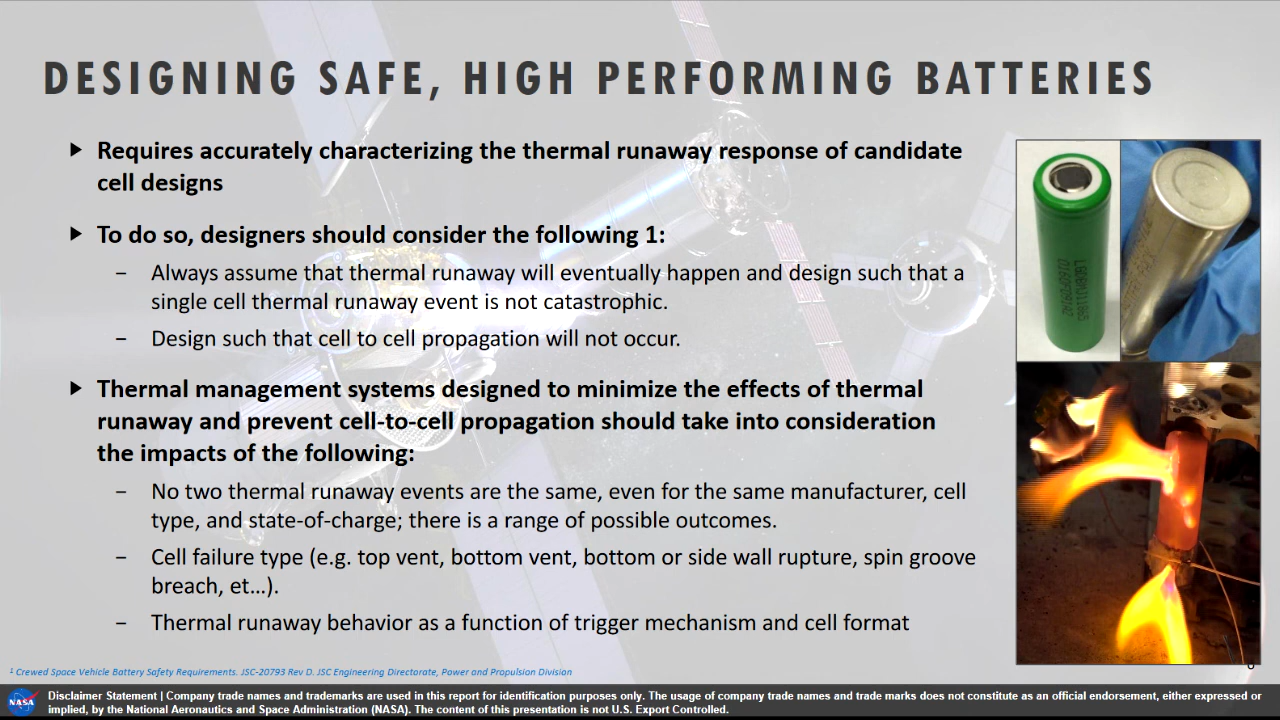 DESIGNING SAFE, HIGH PERFORMING BATTERIES
Requires accurately characterizing the thermal runaway response of candidate
cell designs
To do so, designers should consider the following 1:
– Always assume that thermal runaway will eventually happen and design such that a
single cell thermal runaway event is not catastrophic.
– Design such that cell to cell propagation will not occur.
Thermal management systems designed to minimize the effects of thermal
runaway and prevent cell-to-cell propagation should take into consideration
the impacts of the following:
– No two thermal runaway events are the same, even for the same manufacturer, cell
type, and state-of-charge; there is a range of possible outcomes.
– Cell failure type (e.g. top vent, bottom vent, bottom or side wall rupture, spin groove
breach, et…).
– Thermal runaway behavior as a function of trigger mechanism and cell format
1 Crewed Space Vehicle Battery Safety Requirements. JSC-20793 Rev D. JSC Engineering Directorate, Power and Propulsion Division
NASA
Disclaimer Statement | Company trade names and trademarks are used in this report for identification purposes only. The usage of company trade names and trade marks does not constitute as an official endorsement, either expressed or
implied, by the National Aeronautics and Space Administration (NASA). The content of this presentation is not U.S. Export Controlled.